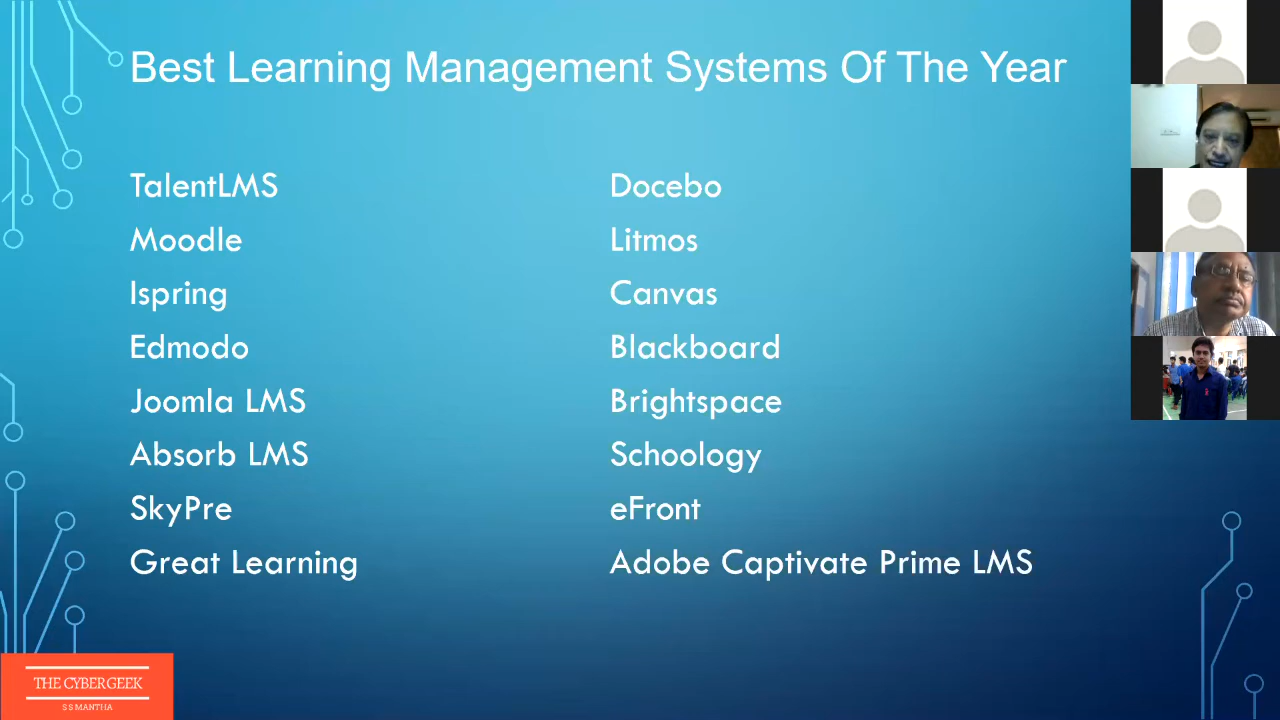 Best Learning Management Systems Of The Year
TalentLMS
Moodle
Ispring
Edmodo
Joomla LMS
Absorb LMS
SkyPre
Great Learning
Docebo
Litmos
Canvas
Blackboard
Brightspace
Schoology
eFront
Adobe Captivate Prime LMS
THE CYBERGEEK
S S MANTHA